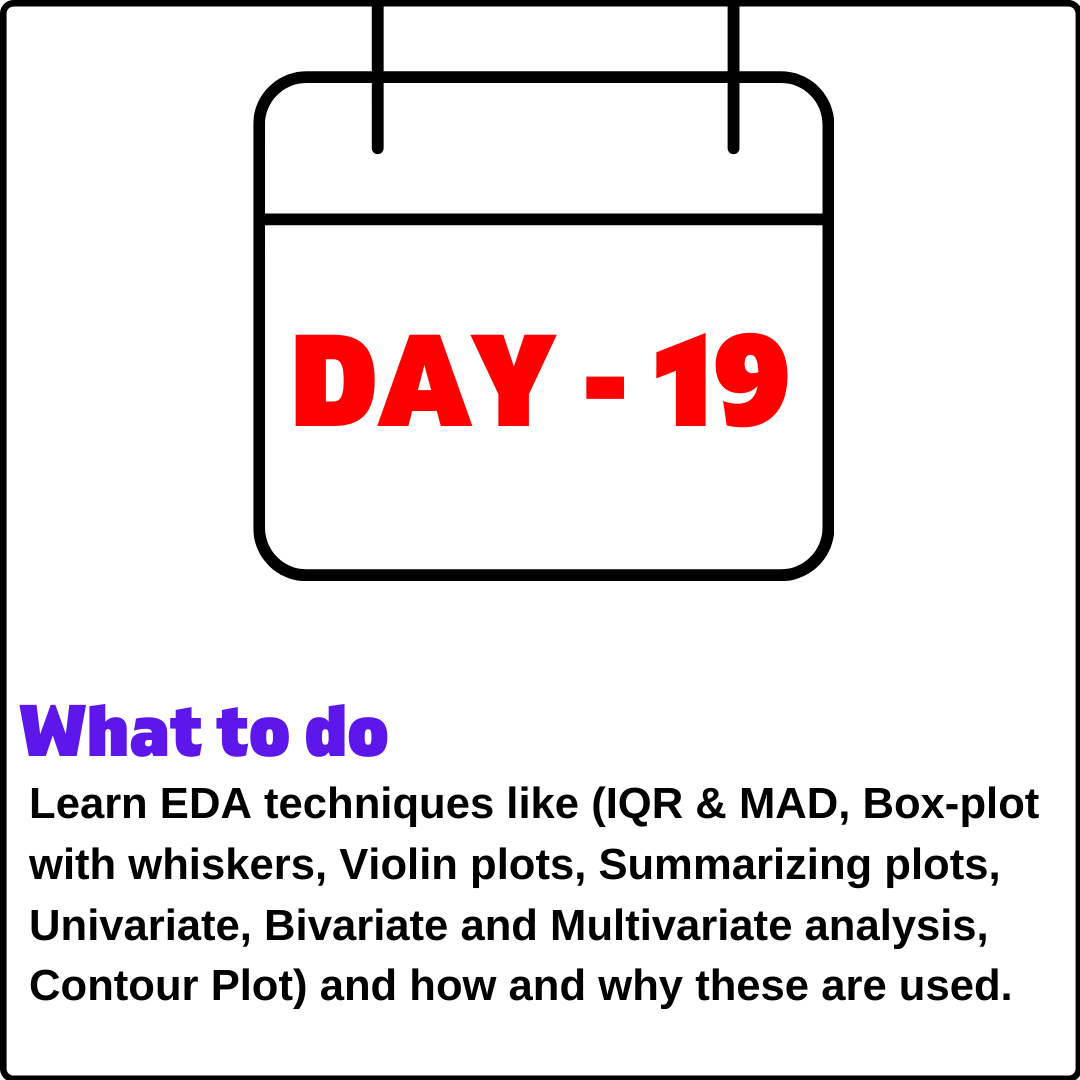 DAY - 19
What to do
Learn EDA techniques like (IQR & MAD, Box-plot
with whiskers, Violin plots, Summarizing plots,
Univariate, Bivariate and Multivariate analysis,
Contour Plot) and how and why these are used.